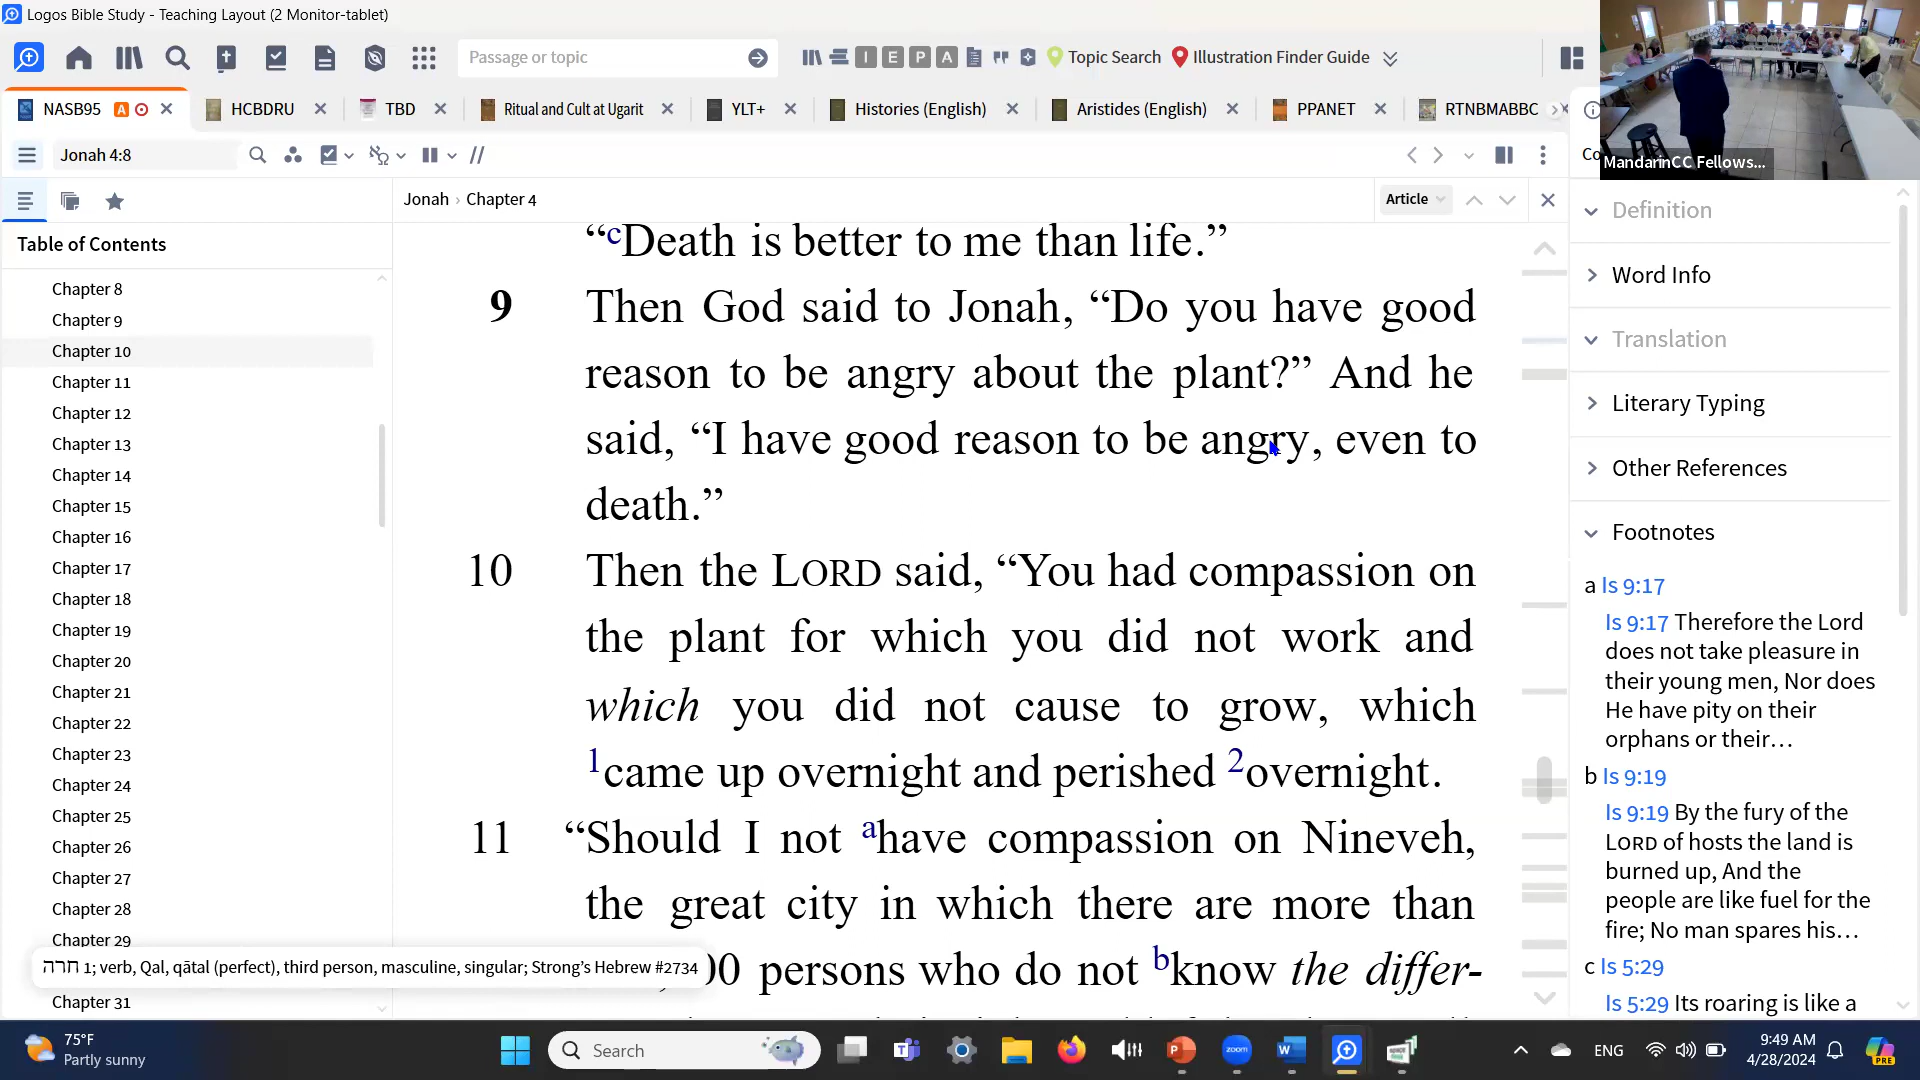 Logos Bible Study - Teaching Layout (2 Monitor-tablet)
Passage or topic
I E P A
Topic Search
Illustration Finder Guide
NASB95 A
HCBDRU
TBD
Ritual and Cult at Ugarit
YLT+
Histories (English)
Aristides (English)
PPANET
RTNBMABBC
Jonah 4:8
Co
MandarinCC Fellows...
Jonah › Chapter 4
Article
Table of Contents
Chapter 8
Chapter 9
Chapter 10
Chapter 11
Chapter 12
Chapter 13
Chapter 14
Chapter 15
Chapter 16
Chapter 17
Chapter 18
Chapter 19
Chapter 20
Chapter 21
Chapter 22
Chapter 23
Chapter 24
Chapter 25
Chapter 26
Chapter 27
Chapter 28
Chapter 29
Chapter 31
“cDeath is better to me than life.”
9 Then God said to Jonah, “Do you have good
reason to be angry about the plant?” And he
said, “I have good reason to be angry, even to
death.”
10 Then the LORD said, “You had compassion on
the plant for which you did not work and
which you did not cause to grow, which
1came up overnight and perished 2overnight.
11 “Should I not ahave compassion on Nineveh,
the great city in which there are more than
00 persons who do not bknow the differ-
חרה 1; verb, Qal, qātal (perfect), third person, masculine, singular; Strong’s Hebrew #2734
Definition
Word Info
Translation
Literary Typing
Other References
Footnotes
a Is 9:17
Is 9:17 Therefore the Lord
does not take pleasure in
their young men, Nor does
He have pity on their
orphans or their…
b Is 9:19
Is 9:19 By the fury of the
LORD of hosts the land is
burned up, And the
people are like fuel for the
fire; No man spares his…
c Is 5:29
Is 5:29 Its roaring is like a
75°F
Partly sunny
Search
zoom
ENG
9:49 AM
4/28/2024
PRE